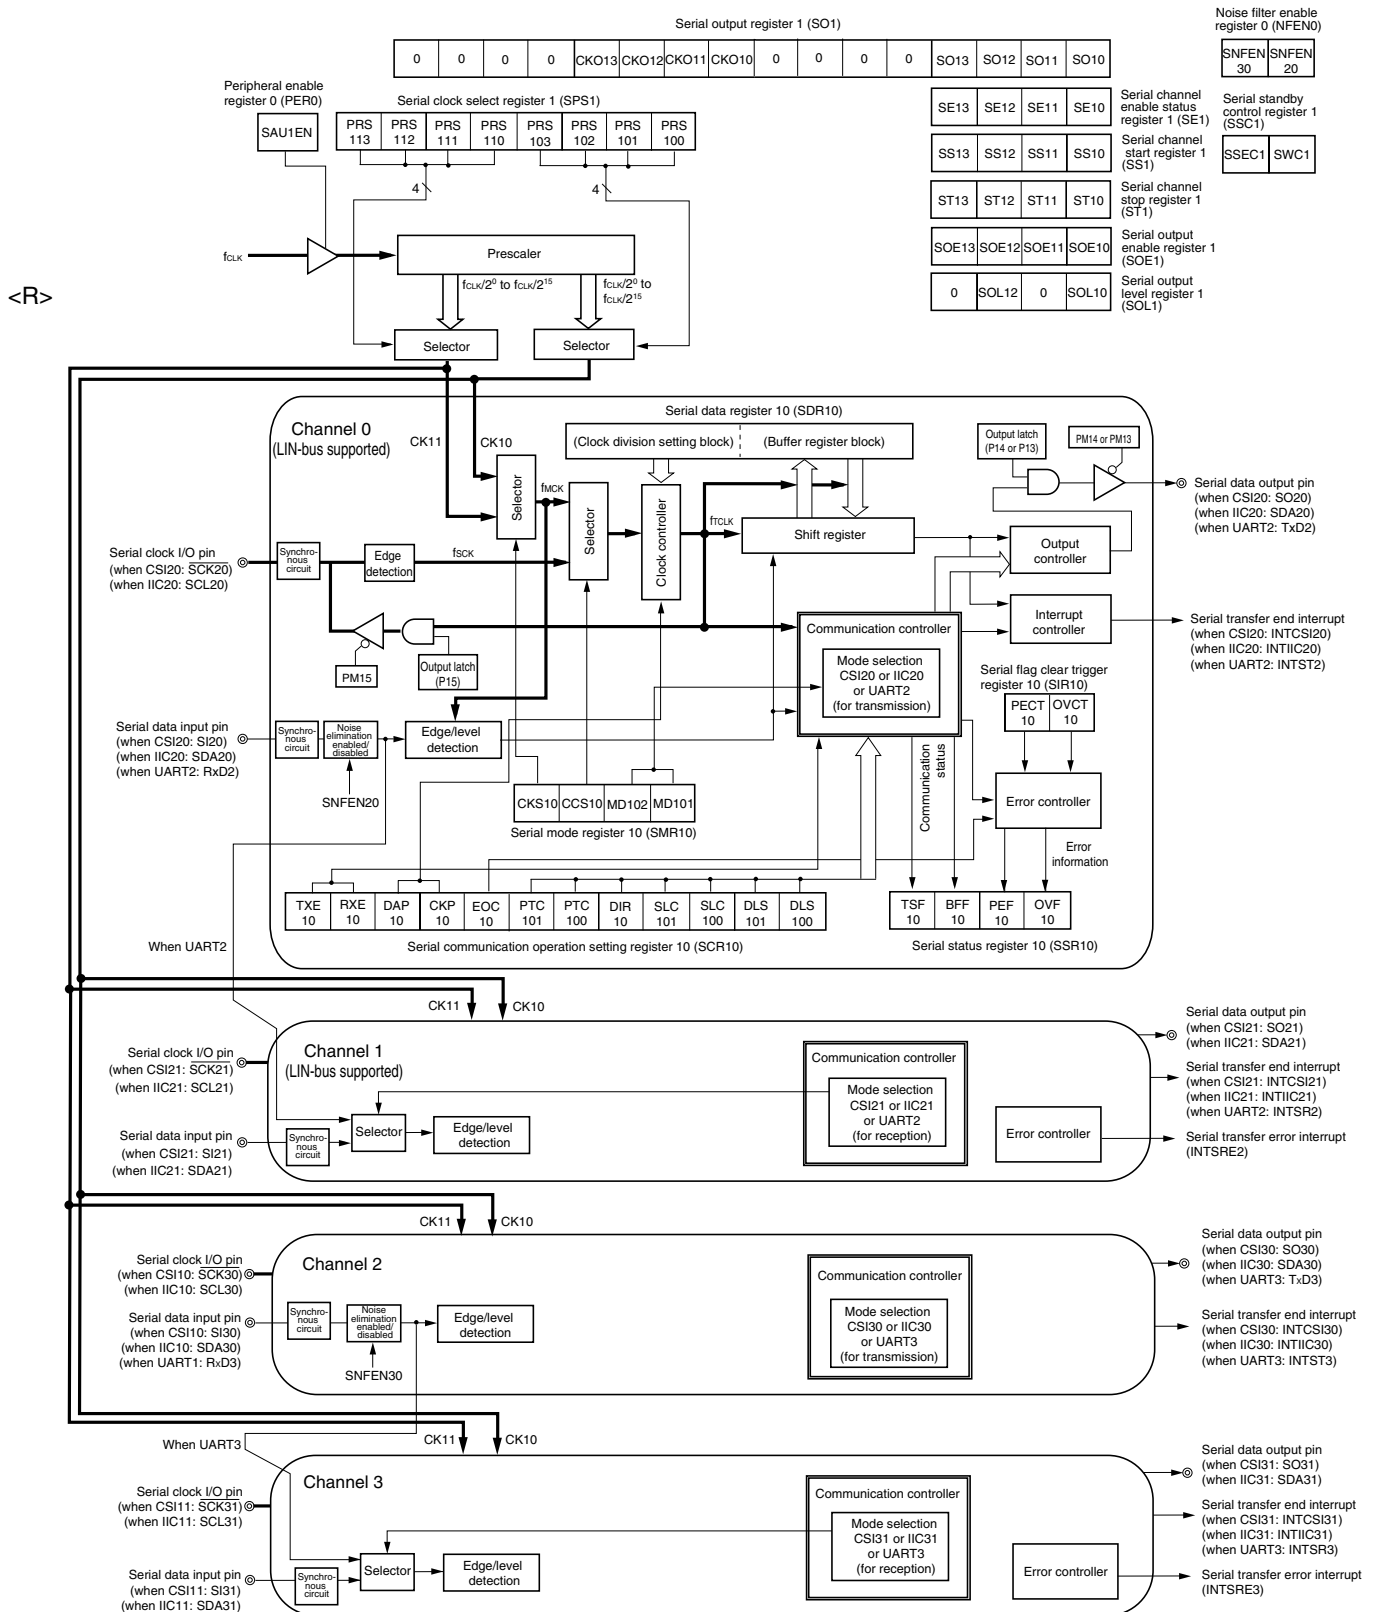 Serial output register 1 (SO1)
0 0 0 0 CKO13 CKO12 CKO11 CKO10 0 0 0 0 SO13 SO12 SO11 SO10
Noise filter enable
register 0 (NFEN0)
SNFEN
30
SNFEN
20
Peripheral enable
register 0 (PER0)
SAU1EN
Serial clock select register 1 (SPS1)
PRS
113
PRS
112
PRS
111
PRS
110
PRS
103
PRS
102
PRS
101
PRS
100
4
4
SE13 SE12 SE11 SE10
Serial channel
enable status
register 1 (SE1)
Serial standby
control register 1
(SSC1)
SSEC1 SWC1
SS13 SS12 SS11 SS10
Serial channel
start register 1
(SS1)
ST13 ST12 ST11 ST10
Serial channel
stop register 1
(ST1)
SOE13 SOE12 SOE11 SOE10
Serial output
enable register 1
(SOE1)
0 SOL12 0 SOL10
Serial output
level register 1
(SOL1)
fCLK
Prescaler
fCLK/2⁰ to fCLK/2¹⁵
fCLK/2⁰ to
fCLK/2¹⁵
<R>
Selector
Selector
Channel 0
(LIN-bus supported)
CK11
CK10
Serial data register 10 (SDR10)
(Clock division setting block)
(Buffer register block)
Output latch
(P14 or P13)
PM14 or PM13
Serial data output pin
(when CSI20: SO20)
(when IIC20: SDA20)
(when UART2: TxD2)
Selector
fMCK
Selector
Clock controller
fTCLK
Shift register
Output
controller
Serial clock I/O pin
(when CSI20: SCK20)
(when IIC20: SCL20)
Synchro-
nous
circuit
Edge
detection
fSCK
PM15
Output latch
(P15)
Communication controller
Mode selection
CSI20 or IIC20
or UART2
(for transmission)
Interrupt
controller
Serial transfer end interrupt
(when CSI20: INTCSI20)
(when IIC20: INTIIC20)
(when UART2: INTST2)
Serial flag clear trigger
register 10 (SIR10)
PECT
10
OVCT
10
Serial data input pin
(when CSI20: SI20)
(when IIC20: SDA20)
(when UART2: RxD2)
Synchro-
nous
circuit
Noise
elimination
enabled/
disabled
Edge/level
detection
SNFEN20
CKS10 CCS10 MD102 MD101
Serial mode register 10 (SMR10)
Communication
status
Error controller
Error
information
TXE
10
RXE
10
DAP
10
CKP
10
EOC
10
PTC
101
PTC
100
DIR
10
SLC
101
SLC
100
DLS
101
DLS
100
Serial communication operation setting register 10 (SCR10)
TSF
10
BFF
10
PEF
10
OVF
10
Serial status register 10 (SSR10)
When UART2
CK11
CK10
Channel 1
(LIN-bus supported)
Serial clock I/O pin
(when CSI21: SCK21)
(when IIC21: SCL21)
Serial data input pin
(when CSI21: SI21)
(when IIC21: SDA21)
Synchro-
nous
circuit
Selector
Edge/level
detection
Communication controller
Mode selection
CSI21 or IIC21
or UART2
(for reception)
Error controller
Serial data output pin
(when CSI21: SO21)
(when IIC21: SDA21)
Serial transfer end interrupt
(when CSI21: INTCSI21)
(when IIC21: INTIIC21)
(when UART2: INTSR2)
Serial transfer error interrupt
(INTSRE2)
CK11
CK10
Channel 2
Serial clock I/O pin
(when CSI10: SCK30)
(when IIC10: SCL30)
Serial data input pin
(when CSI10: SI30)
(when IIC10: SDA30)
(when UART1: RxD3)
Synchro-
nous
circuit
Noise
elimination
enabled/
disabled
Edge/level
detection
SNFEN30
Communication controller
Mode selection
CSI30 or IIC30
or UART3
(for transmission)
Serial data output pin
(when CSI30: SO30)
(when IIC30: SDA30)
(when UART3: TxD3)
Serial transfer end interrupt
(when CSI30: INTCSI30)
(when IIC30: INTIIC30)
(when UART3: INTST3)
When UART3
CK11
CK10
Channel 3
Serial clock I/O pin
(when CSI11: SCK31)
(when IIC11: SCL31)
Serial data input pin
(when CSI11: SI31)
(when IIC11: SDA31)
Synchro-
nous
circuit
Selector
Edge/level
detection
Communication controller
Mode selection
CSI31 or IIC31
or UART3
(for reception)
Error controller
Serial data output pin
(when CSI31: SO31)
(when IIC31: SDA31)
Serial transfer end interrupt
(when CSI31: INTCSI31)
(when IIC31: INTIIC31)
(when UART3: INTSR3)
Serial transfer error interrupt
(INTSRE3)